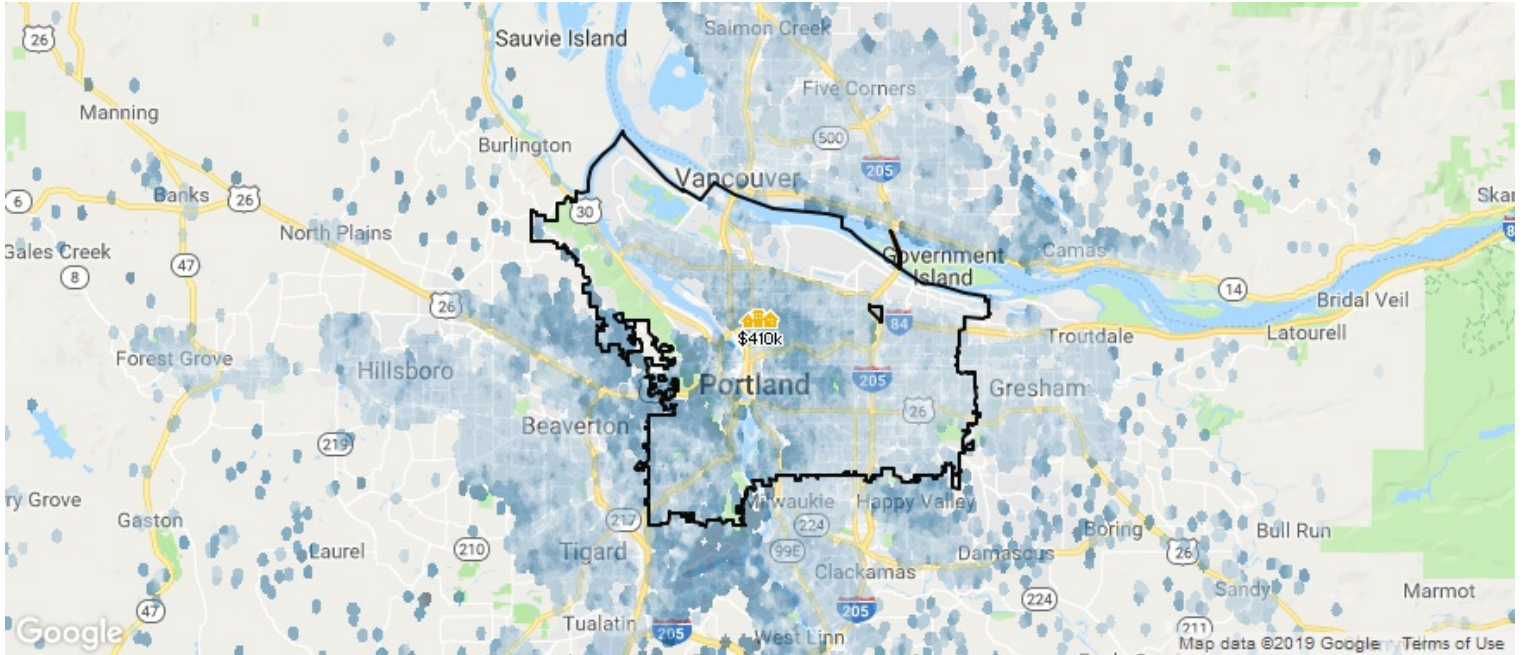 26
Sauvie Island
Salmon Creek
Manning
Five Corners
Burlington
500
205
Vancouver
6
Banks
26
30
North Plains
Gales Creek
8
47
Government
Island
Camas
14
Bridal Veil
26
84
Troutdale
Latourell
$410k
Forest Grove
Hillsboro
Portland
205
Gresham
26
Beaverton
219
Milwaukie
Happy Valley
Gaston
217
224
Boring
Bull Run
Laurel
210
Tigard
99E
Damascus
26
Clackamas
Sandy
Marmot
47
224
205
Tualatin
205
West Linn
211
Google
Map data ©2019 Google
Terms of Use